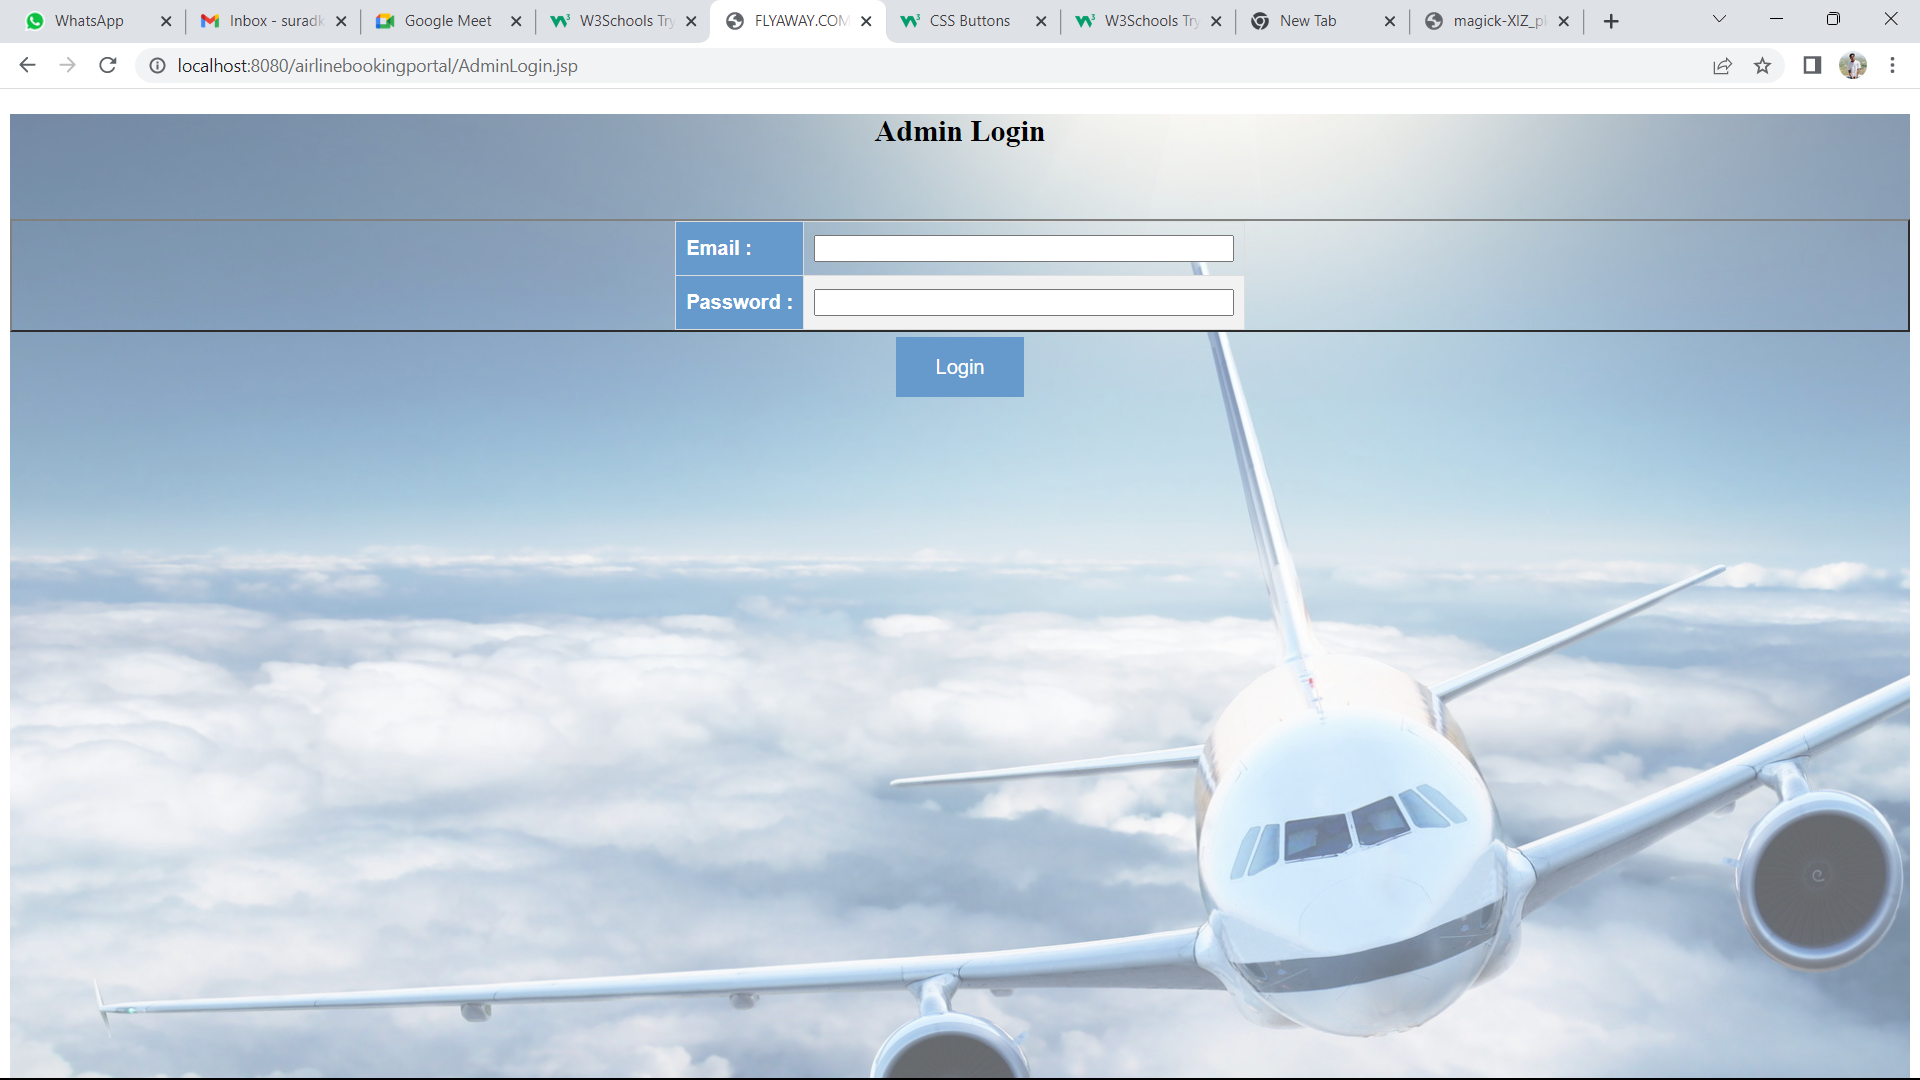 WhatsApp
Inbox - suradk
Google Meet
W3Schools Try
FLYAWAY.COM
CSS Buttons
W3Schools Try
New Tab
magick-XIZ_pl
localhost:8080/airlinebookingportal/AdminLogin.jsp
Admin Login
Email :
Password :
Login